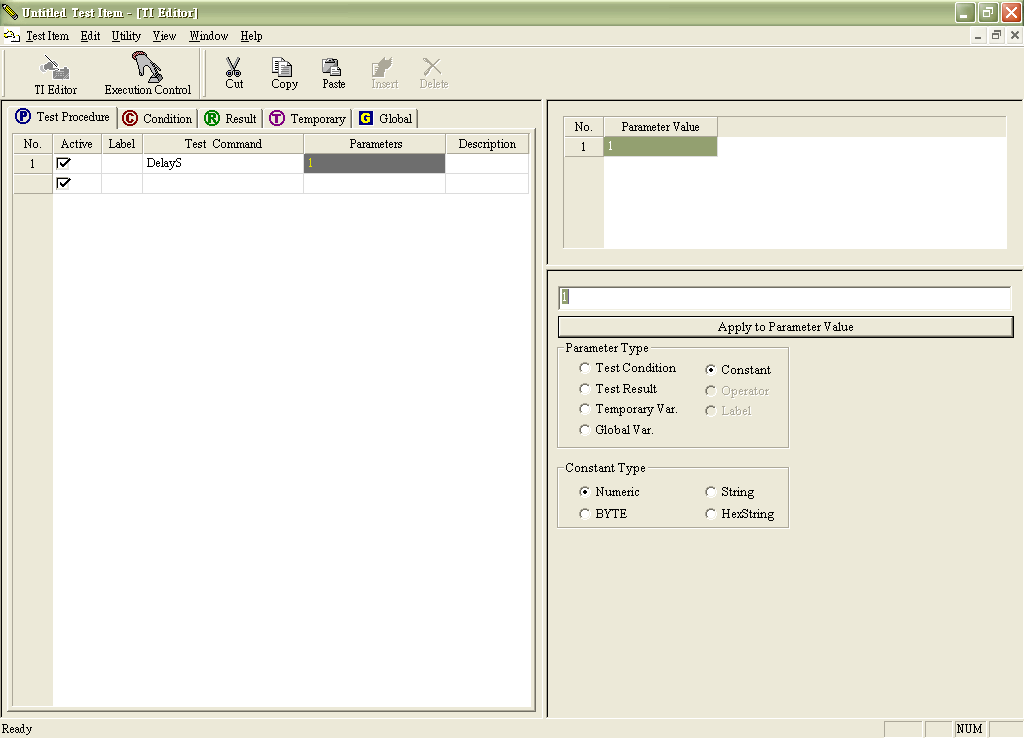 Untitled Test Item - [TI Editor]
Test Item Edit Utility View Window Help
TI Editor Execution Control Cut Copy Paste Insert Delete
P Test Procedure C Condition R Result T Temporary G Global
No. Active Label Test Command Parameters Description
1 DelayS 1
No. Parameter Value
1 1
1
Apply to Parameter Value
Parameter Type
Test Condition Constant
Test Result Operator
Temporary Var. Label
Global Var.
Constant Type
Numeric String
BYTE HexString
Ready NUM